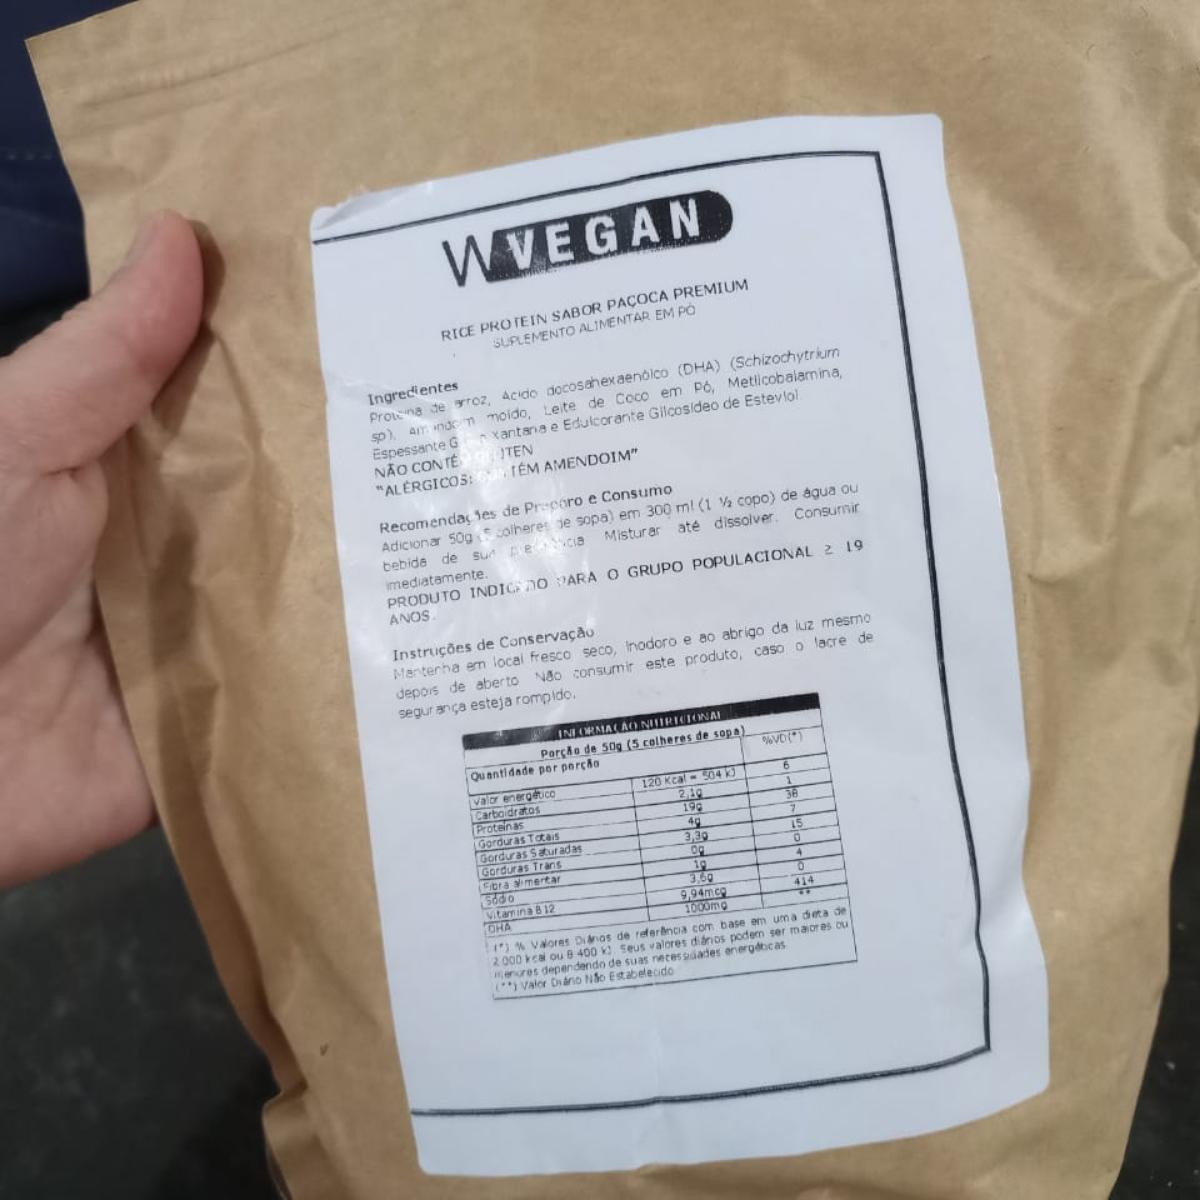 WVEGAN
RICE PROTEIN SABOR PAÇOCA PREMIUM
SUPLEMENTO ALIMENTAR EM PÓ
Ingredientes
Proteína de arroz, Ácido docosahexaenólco (DHA) (Schizochytrium
sp), moído, Leite de Coco em Pó, Metilcobalamina,
Espessante xantana e Edulcorante Glicosídeo de Esteviol
NÃO CONTÉM GLUTEN
"ALÉRGICOS: CONTÉM AMENDOIM"
Recomendações de Preparo e Consumo
Adicionar 50g (5 colheres de sopa) em 300 ml (1 ½ copo) de água ou
bebida de sua preferência Misturar até dissolver. Consumir
imediatamente.
PRODUTO INDICADO PARA O GRUPO POPULACIONAL ≥ 19
ANOS.
Instruções de Conservação
Mantenha em local fresco seco, inodoro e ao abrigo da luz mesmo
depois de aberto Não consumir este produto, caso o lacre de
segurança esteja rompido.
INFORMAÇÃO NUTRICIONAL
Porção de 50g (5 colheres de sopa)
Quantidade por porção %VD(*)
Valor energético 120 Kcal = 504 kJ 6
Carboidratos 2,1g 1
Proteínas 19g 38
Gorduras Totais 4g 7
Gorduras Saturadas 3,3g 15
Gorduras Trans 0g 0
Fibra alimentar 1g 4
Sódio 3,6g 0
Vitamina B12 9,94mcg 414
DHA 1000mg **
(*) % Valores Diários de referência com base em uma dieta de
2.000 kcal ou 8.400 kJ. Seus valores diários podem ser maiores ou
menores dependendo de suas necessidades energéticas.
(**) Valor Diário Não Estabelecido